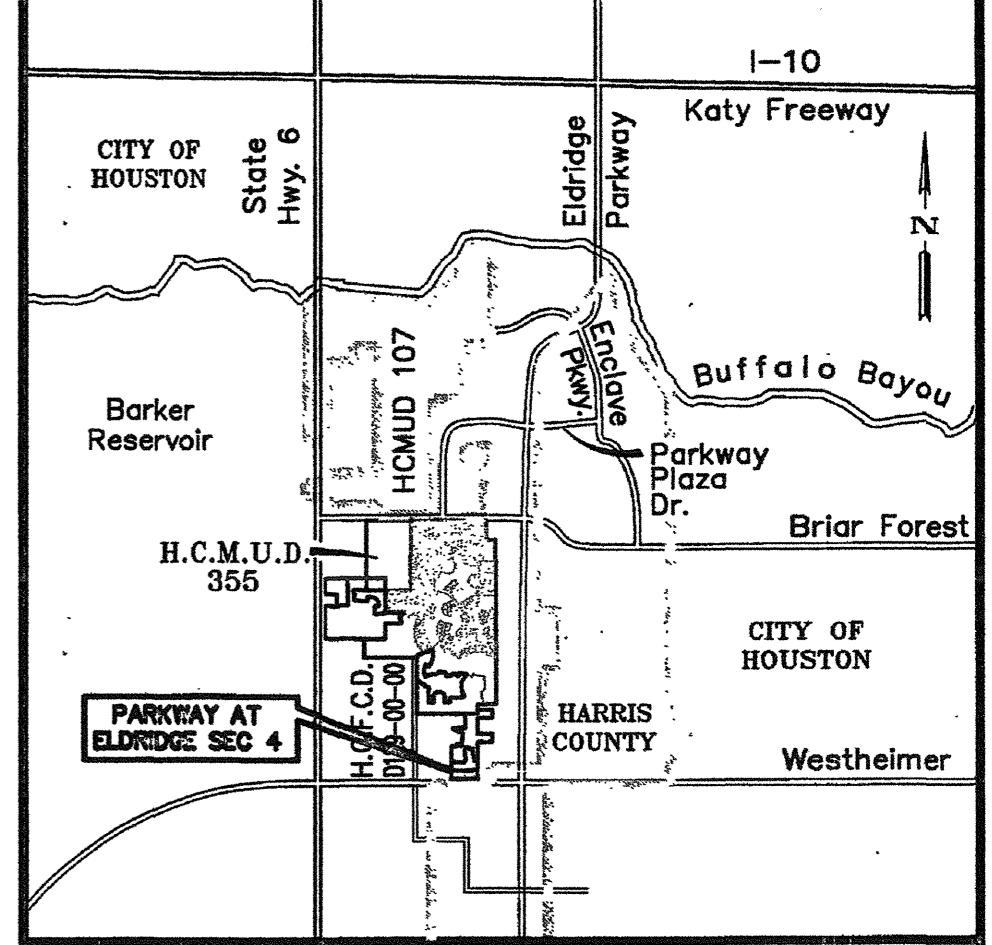 I-10
Katy Freeway
CITY OF
HOUSTON
State
Hwy. 6
Eldridge
Parkway
N
HCMUD 107
Enclave
Pkwy.
Buffalo Bayou
Barker
Reservoir
Parkway
Plaza
Dr.
Briar Forest
H.C.M.U.D.
355
CITY OF
HOUSTON
PARKWAY AT
ELDRIDGE SEC 4
H.C.F.C.D.
HARRIS
COUNTY
Westheimer